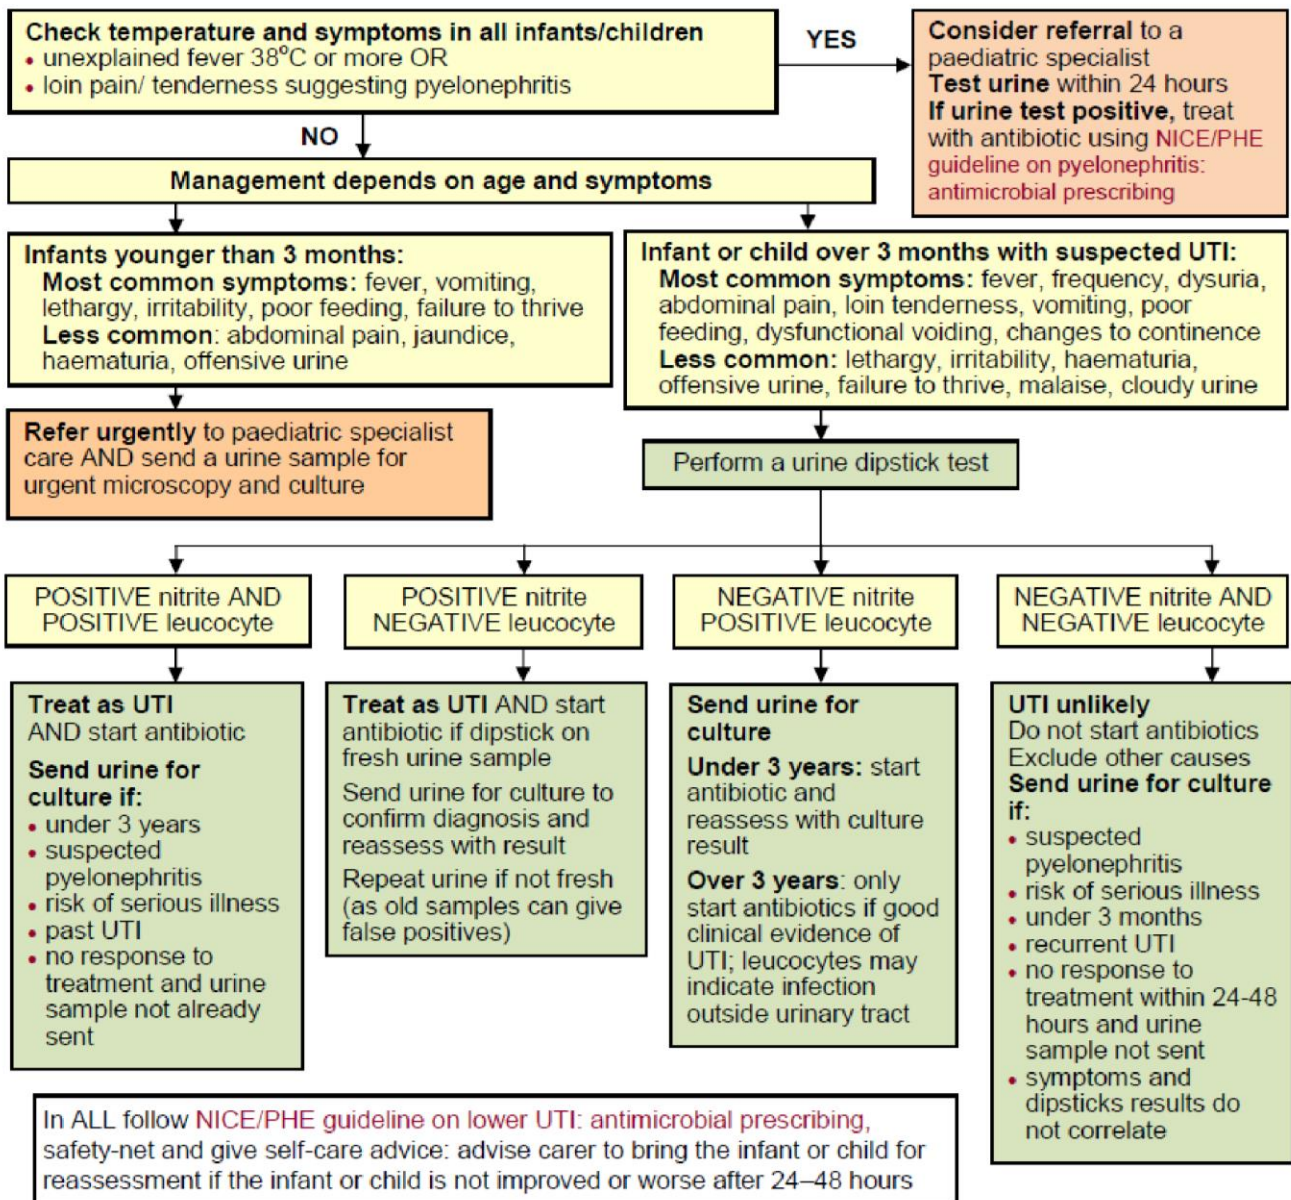 Check temperature and symptoms in all infants/children
• unexplained fever 38°C or more OR
• loin pain/ tenderness suggesting pyelonephritis
YES
Consider referral to a
paediatric specialist
Test urine within 24 hours
If urine test positive, treat
with antibiotic using NICE/PHE
guideline on pyelonephritis:
antimicrobial prescribing
NO
Management depends on age and symptoms
Infants younger than 3 months:
Most common symptoms: fever, vomiting,
lethargy, irritability, poor feeding, failure to thrive
Less common: abdominal pain, jaundice,
haematuria, offensive urine
Infant or child over 3 months with suspected UTI:
Most common symptoms: fever, frequency, dysuria,
abdominal pain, loin tenderness, vomiting, poor
feeding, dysfunctional voiding, changes to continence
Less common: lethargy, irritability, haematuria,
offensive urine, failure to thrive, malaise, cloudy urine
Refer urgently to paediatric specialist
care AND send a urine sample for
urgent microscopy and culture
Perform a urine dipstick test
POSITIVE nitrite AND
POSITIVE leucocyte
POSITIVE nitrite
NEGATIVE leucocyte
NEGATIVE nitrite
POSITIVE leucocyte
NEGATIVE nitrite AND
NEGATIVE leucocyte
Treat as UTI
AND start antibiotic
Send urine for
culture if:
• under 3 years
• suspected
pyelonephritis
• risk of serious illness
• past UTI
• no response to
treatment and urine
sample not already
sent
Treat as UTI AND start
antibiotic if dipstick on
fresh urine sample
Send urine for culture to
confirm diagnosis and
reassess with result
Repeat urine if not fresh
(as old samples can give
false positives)
Send urine for
culture
Under 3 years: start
antibiotic and
reassess with culture
result
Over 3 years: only
start antibiotics if good
clinical evidence of
UTI; leucocytes may
indicate infection
outside urinary tract
UTI unlikely
Do not start antibiotics
Exclude other causes
Send urine for culture
if:
• suspected
pyelonephritis
• risk of serious illness
• under 3 months
• recurrent UTI
• no response to
treatment within 24-48
hours and urine
sample not sent
• symptoms and
dipsticks results do
not correlate
In ALL follow NICE/PHE guideline on lower UTI: antimicrobial prescribing,
safety-net and give self-care advice: advise carer to bring the infant or child for
reassessment if the infant or child is not improved or worse after 24–48 hours